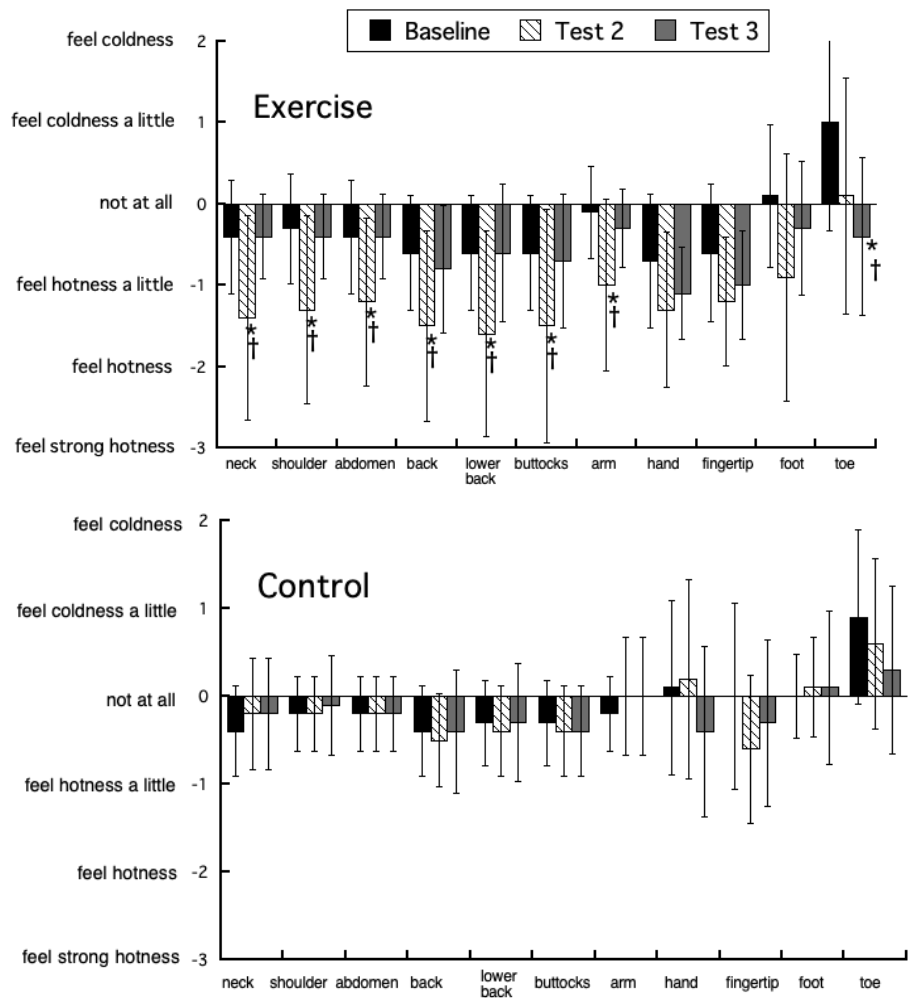 Baseline Test 2 Test 3
feel coldness 2
Exercise
feel coldness a little 1
not at all 0
feel hotness a little -1
feel hotness -2
feel strong hotness -3
* † * † * † * † * † * † * † * †
neck shoulder abdomen back lower back buttocks arm hand fingertip foot toe
feel coldness 2
Control
feel coldness a little 1
not at all 0
feel hotness a little -1
feel hotness -2
feel strong hotness -3
neck shoulder abdomen back lower back buttocks arm hand fingertip foot toe